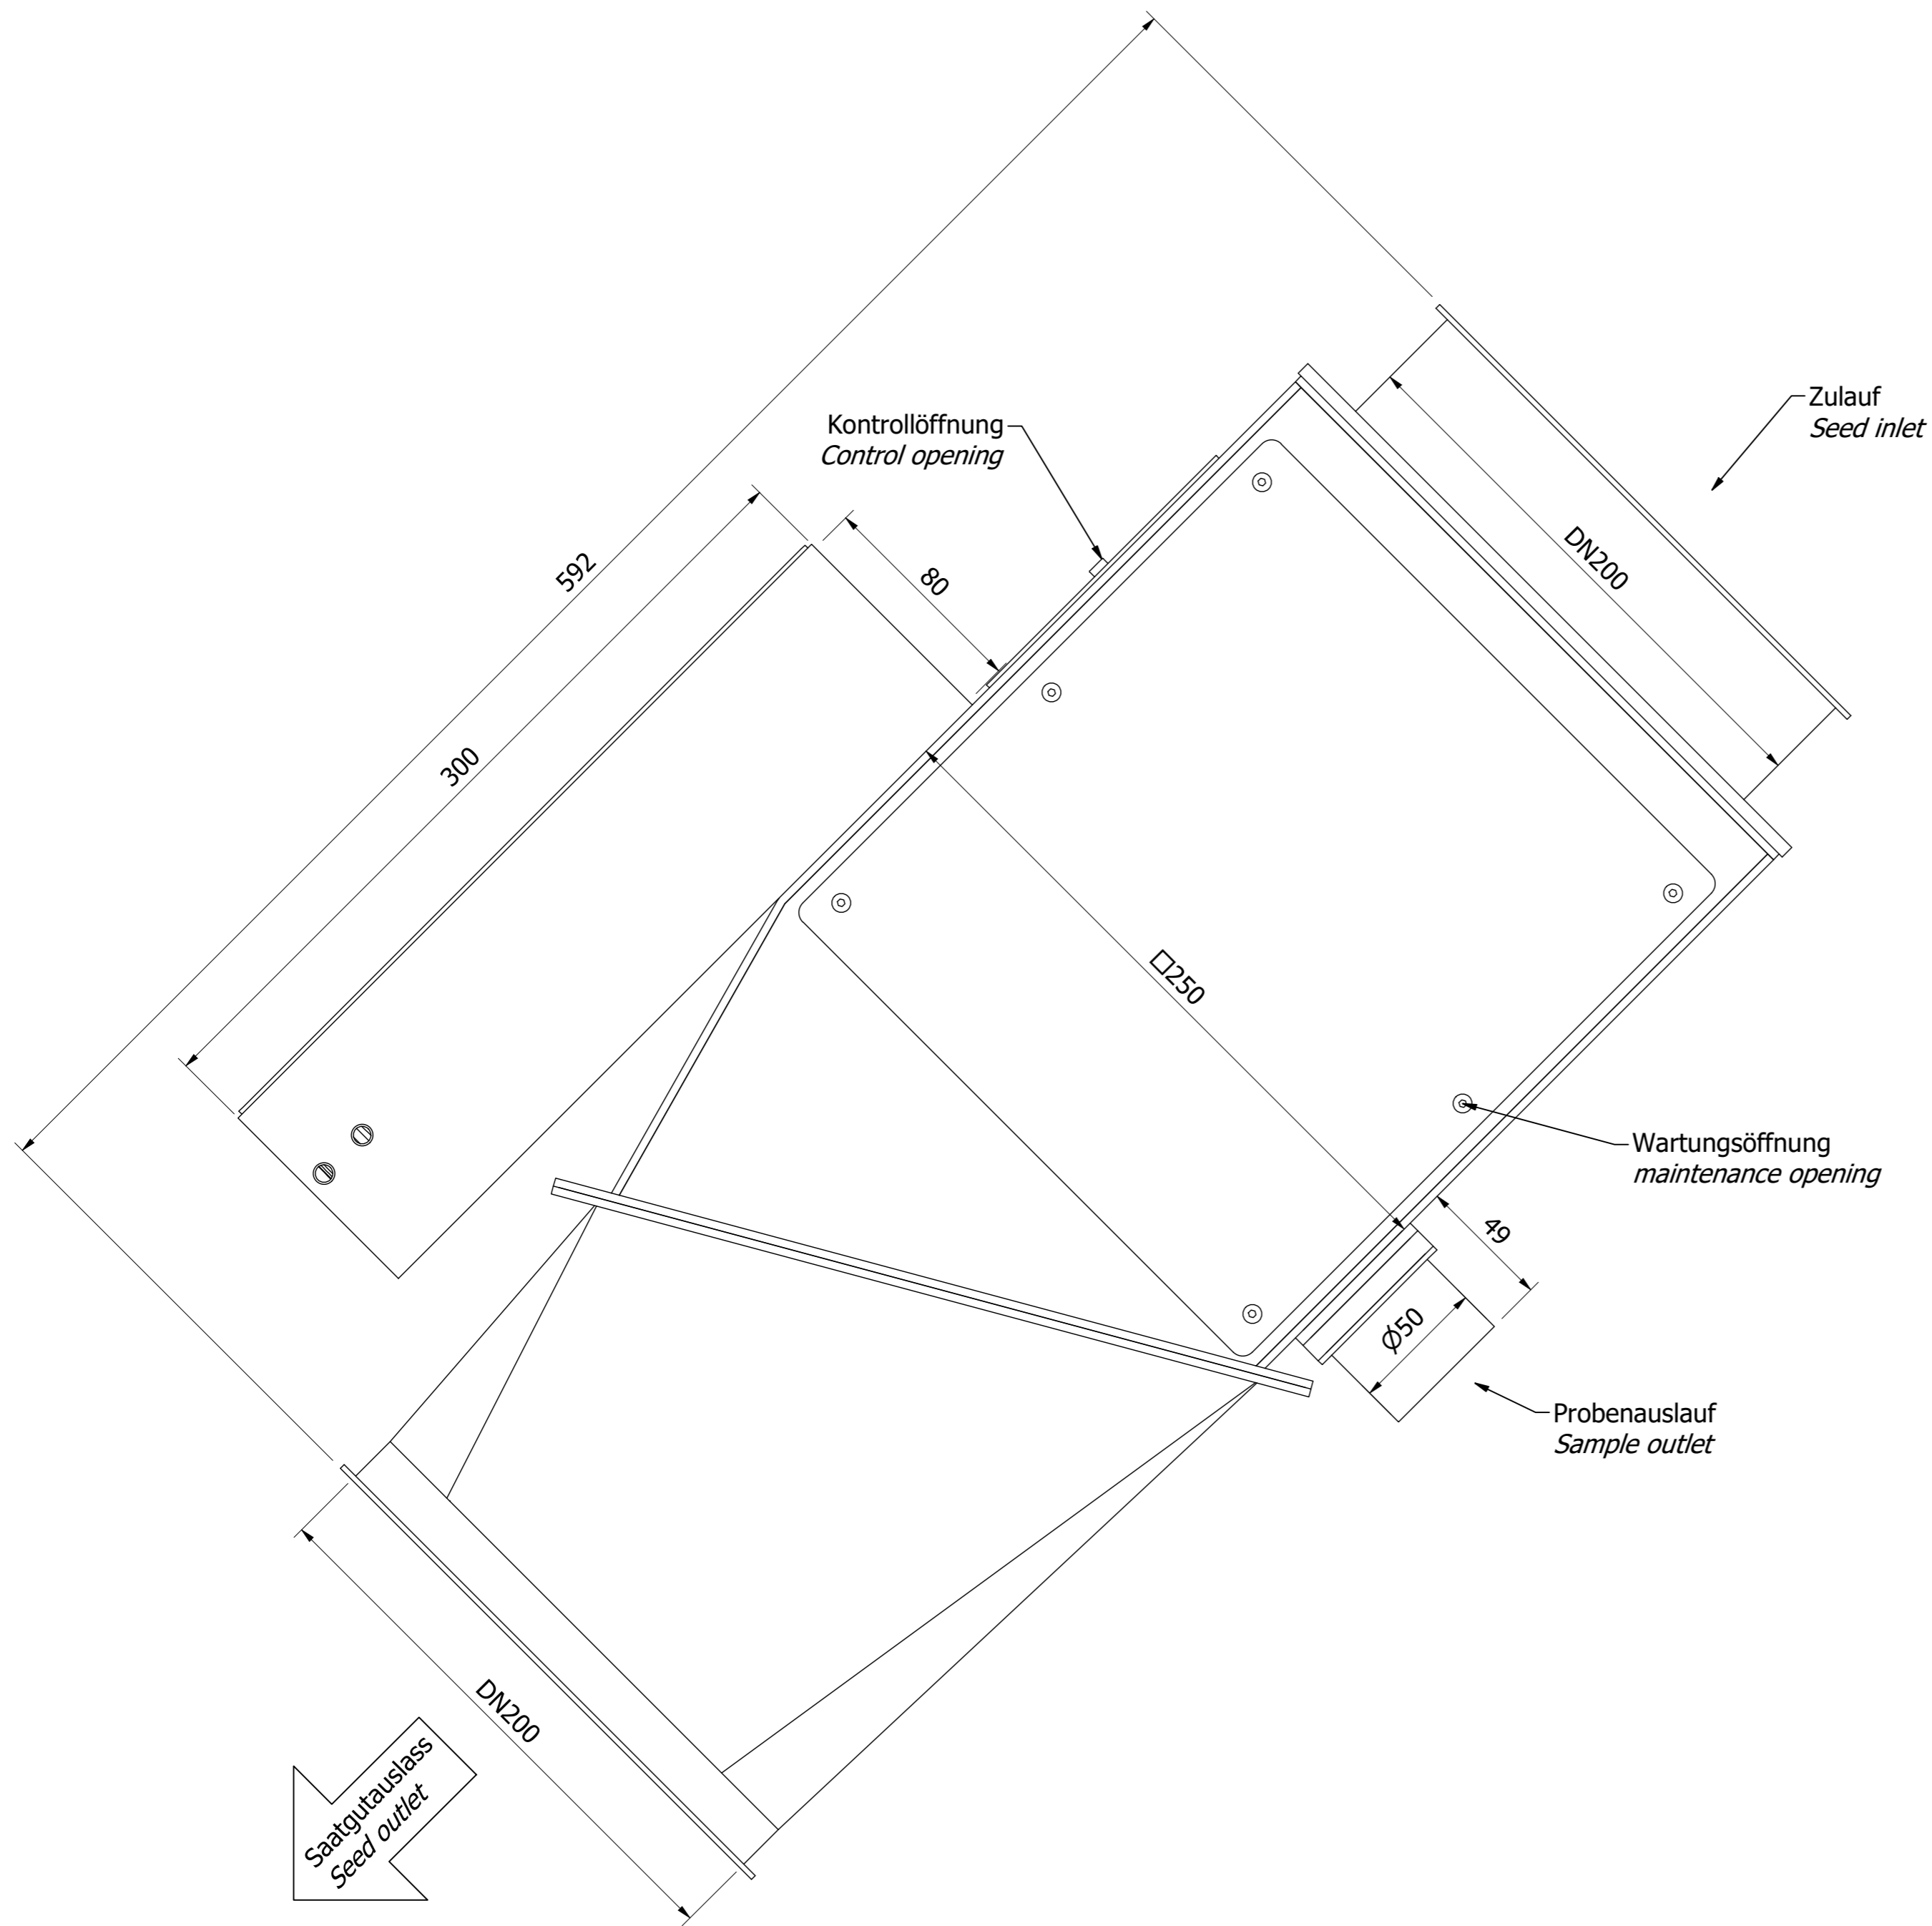 Zulauf
Seed inlet
Kontrollöffnung
Control opening
DN200
592
80
300
□250
Wartungsöffnung
maintenance opening
49
Ø50
Probenauslauf
Sample outlet
DN200
Saatgutauslass
Seed outlet